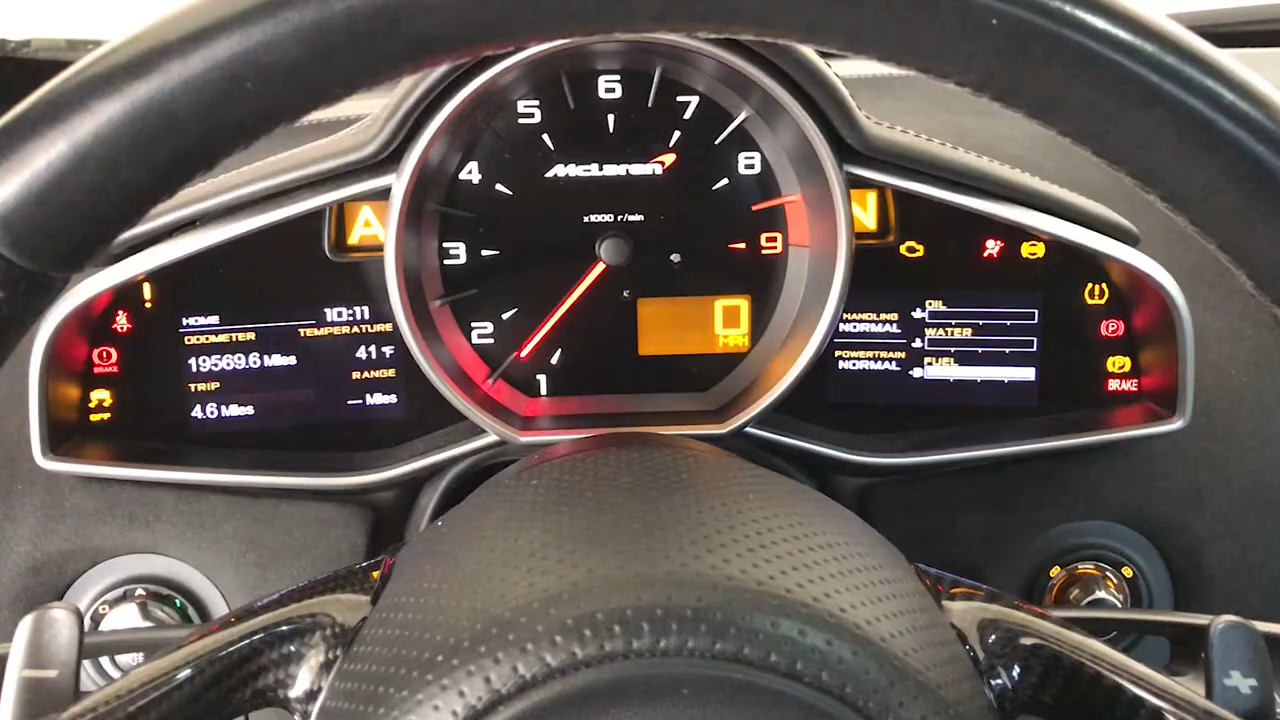 6
5
7
4
McLaren
8
x1000 r/min
A
N
3
9
2
0
MPH
1
HOME 10:11
ODOMETER TEMPERATURE
19569.6 Miles 41°F
TRIP RANGE
4.6 Miles --- Miles
BRAKE
OFF
HANDLING
NORMAL
POWERTRAIN
NORMAL
OIL
WATER
FUEL
P
P
BRAKE